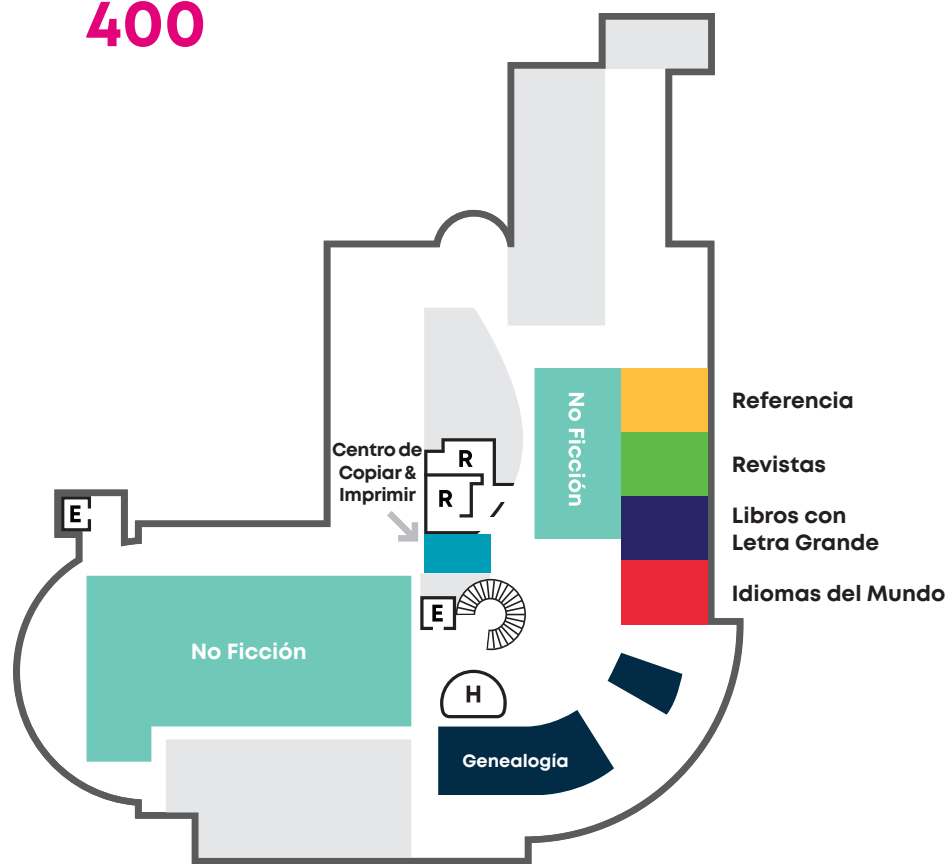 400
Referencia
No Ficción
Centro de
Copiar &
Imprimir
R
R
Revistas
Libros con
Letra Grande
E
Idiomas del Mundo
E
No Ficción
H
Genealogía